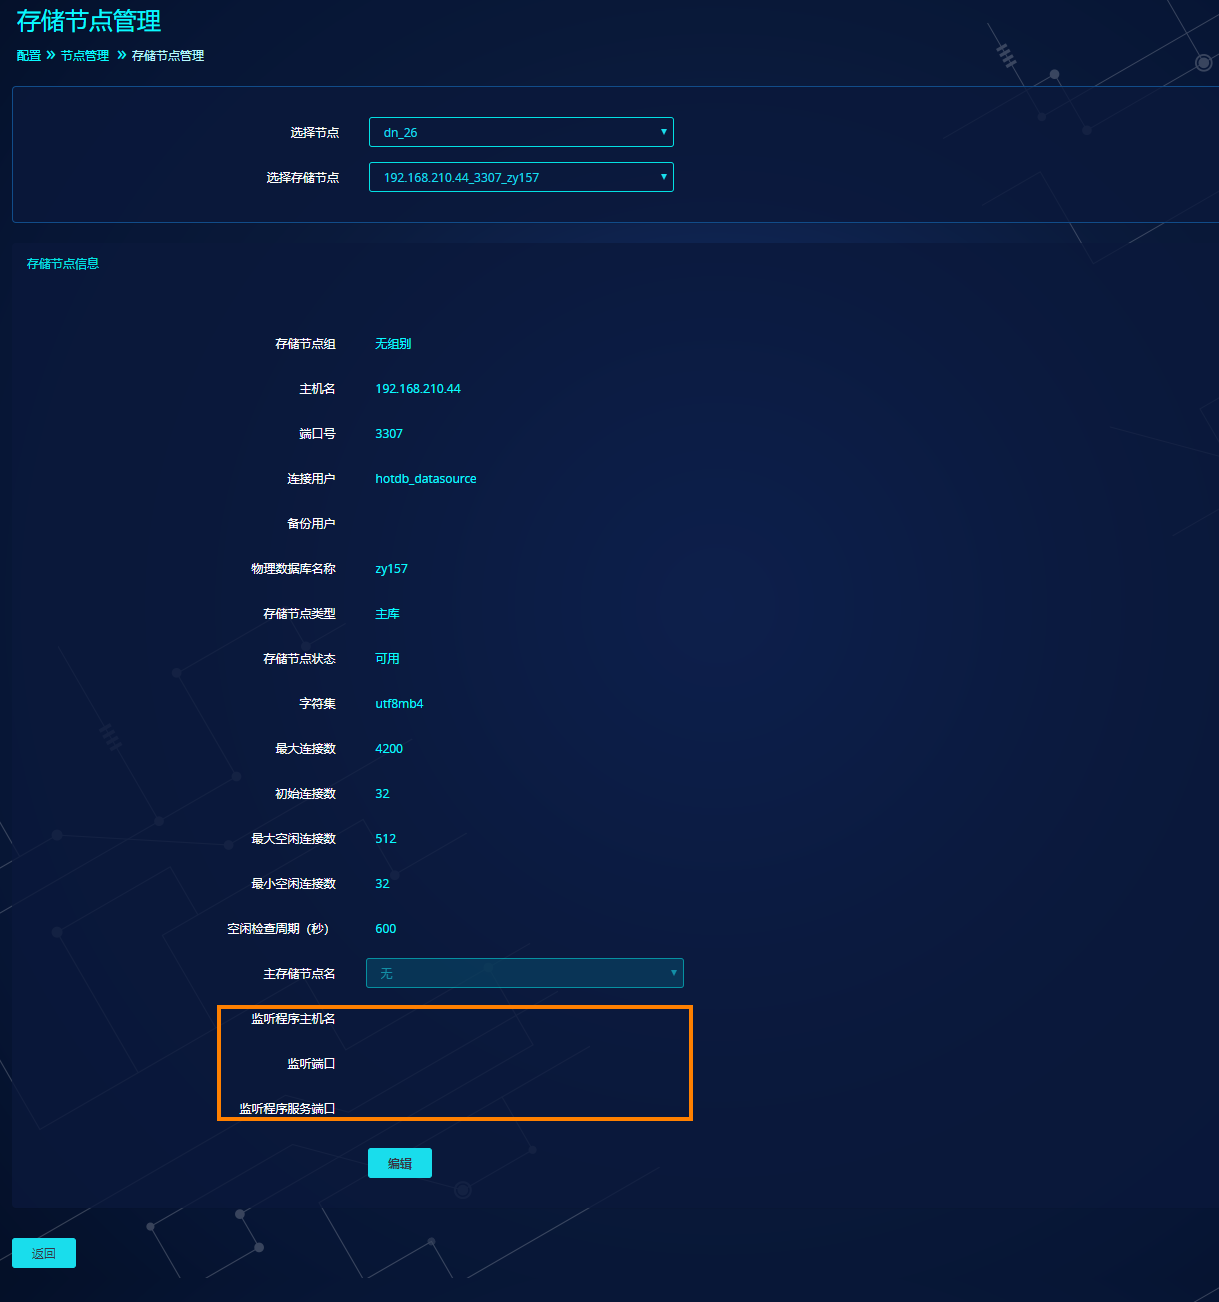 存储节点管理
配置 » 节点管理 » 存储节点管理
选择节点 dn_26
选择存储节点 192.168.210.44_3307_zy157
存储节点信息
存储节点组 无组别
主机名 192.168.210.44
端口号 3307
连接用户 hotdb_datasource
备份用户
物理数据库名称 zy157
存储节点类型 主库
存储节点状态 可用
字符集 utf8mb4
最大连接数 4200
初始连接数 32
最大空闲连接数 512
最小空闲连接数 32
空闲检查周期（秒） 600
主存储节点名 无
监听程序主机名
监听端口
监听程序服务端口
编辑
返回